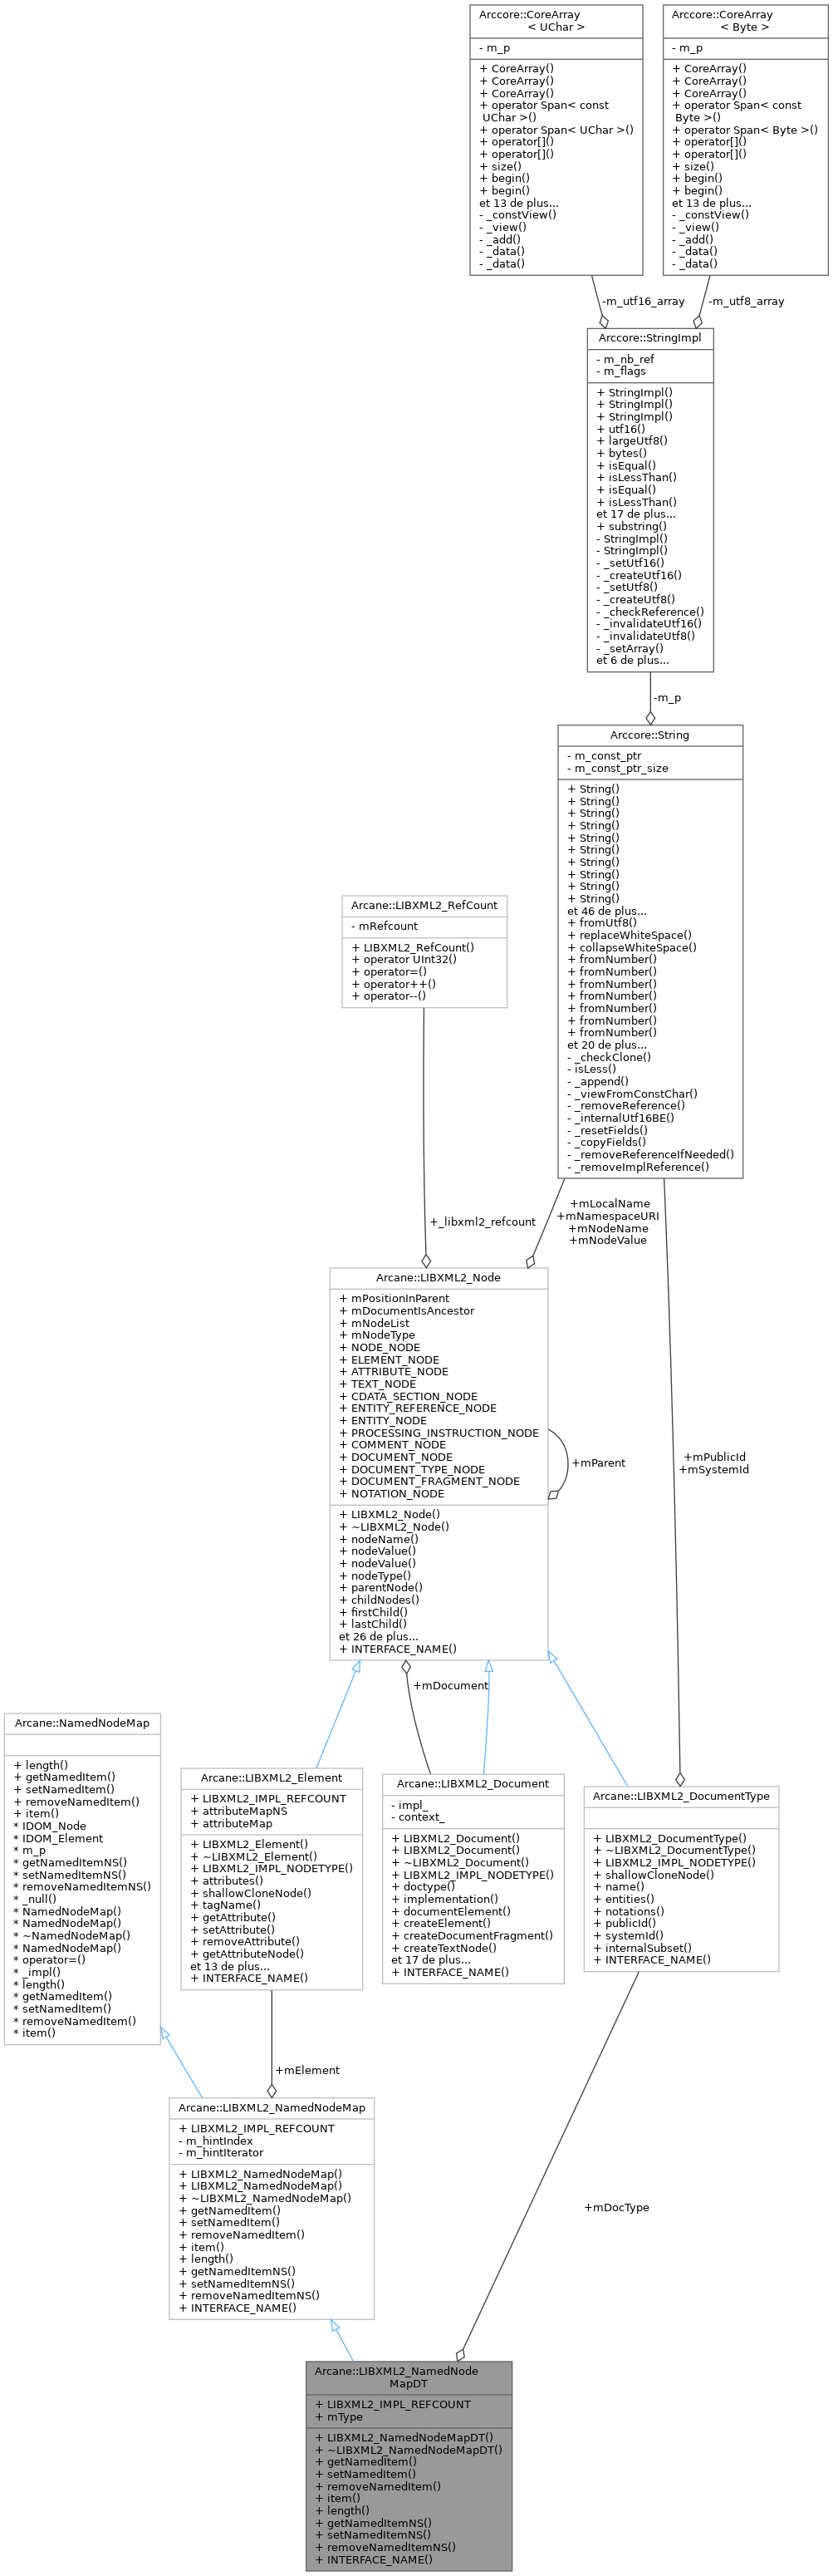 Arccore::CoreArray
< UChar >
- m_p
+ CoreArray()
+ CoreArray()
+ CoreArray()
+ operator Span< const
UChar >()
+ operator Span< UChar >()
+ operator[]()
+ operator[]()
+ size()
+ begin()
+ begin()
et 13 de plus...
- _constView()
- _view()
- _add()
- _data()
- _data()
Arccore::CoreArray
< Byte >
- m_p
+ CoreArray()
+ CoreArray()
+ CoreArray()
+ operator Span< const
Byte >()
+ operator Span< Byte >()
+ operator[]()
+ operator[]()
+ size()
+ begin()
+ begin()
et 13 de plus...
- _constView()
- _view()
- _add()
- _data()
- _data()
-m_utf16_array
-m_utf8_array
Arccore::StringImpl
- m_nb_ref
- m_flags
+ StringImpl()
+ StringImpl()
+ StringImpl()
+ utf16()
+ largeUtf8()
+ bytes()
+ isEqual()
+ isLessThan()
+ isEqual()
+ isLessThan()
et 17 de plus...
+ substring()
- StringImpl()
- StringImpl()
- _setUtf16()
- _createUtf16()
- _setUtf8()
- _createUtf8()
- _checkReference()
- _invalidateUtf16()
- _invalidateUtf8()
- _setArray()
et 6 de plus...
-m_p
Arccore::String
- m_const_ptr
- m_const_ptr_size
+ String()
+ String()
+ String()
+ String()
+ String()
+ String()
+ String()
+ String()
+ String()
+ String()
et 46 de plus...
+ fromUtf8()
+ replaceWhiteSpace()
+ collapseWhiteSpace()
+ fromNumber()
+ fromNumber()
+ fromNumber()
+ fromNumber()
+ fromNumber()
+ fromNumber()
+ fromNumber()
et 20 de plus...
- _checkClone()
- isLess()
- _append()
- _viewFromConstChar()
- _removeReference()
- _internalUtf16BE()
- _resetFields()
- _copyFields()
- _removeReferenceIfNeeded()
- _removeImplReference()
Arcane::LIBXML2_RefCount
- mRefcount
+ LIBXML2_RefCount()
+ operator UInt32()
+ operator=()
+ operator++()
+ operator--()
+_libxml2_refcount
+mLocalName
+mNamespaceURI
+mNodeName
+mNodeValue
Arcane::LIBXML2_Node
+ mPositionInParent
+ mDocumentIsAncestor
+ mNodeList
+ mNodeType
+ NODE_NODE
+ ELEMENT_NODE
+ ATTRIBUTE_NODE
+ TEXT_NODE
+ CDATA_SECTION_NODE
+ ENTITY_REFERENCE_NODE
+ ENTITY_NODE
+ PROCESSING_INSTRUCTION_NODE
+ COMMENT_NODE
+ DOCUMENT_NODE
+ DOCUMENT_TYPE_NODE
+ DOCUMENT_FRAGMENT_NODE
+ NOTATION_NODE
+ LIBXML2_Node()
+ ~LIBXML2_Node()
+ nodeName()
+ nodeValue()
+ nodeValue()
+ nodeType()
+ parentNode()
+ childNodes()
+ firstChild()
+ lastChild()
et 26 de plus...
+ INTERFACE_NAME()
+mParent
+mPublicId
+mSystemId
+mDocument
Arcane::NamedNodeMap
+ length()
+ getNamedItem()
+ setNamedItem()
+ removeNamedItem()
+ item()
* IDOM_Node
* IDOM_Element
* m_p
* getNamedItemNS()
* setNamedItemNS()
* removeNamedItemNS()
* _null()
* NamedNodeMap()
* NamedNodeMap()
* ~NamedNodeMap()
* NamedNodeMap()
* operator=()
* _impl()
* length()
* getNamedItem()
* setNamedItem()
* removeNamedItem()
* item()
Arcane::LIBXML2_Element
+ LIBXML2_IMPL_REFCOUNT
+ attributeMapNS
+ attributeMap
+ LIBXML2_Element()
+ ~LIBXML2_Element()
+ LIBXML2_IMPL_NODETYPE()
+ attributes()
+ shallowCloneNode()
+ tagName()
+ getAttribute()
+ setAttribute()
+ removeAttribute()
+ getAttributeNode()
et 13 de plus...
+ INTERFACE_NAME()
Arcane::LIBXML2_Document
- impl_
- context_
+ LIBXML2_Document()
+ LIBXML2_Document()
+ ~LIBXML2_Document()
+ LIBXML2_IMPL_NODETYPE()
+ doctype()
+ implementation()
+ documentElement()
+ createElement()
+ createDocumentFragment()
+ createTextNode()
et 17 de plus...
+ INTERFACE_NAME()
Arcane::LIBXML2_DocumentType
+ LIBXML2_DocumentType()
+ ~LIBXML2_DocumentType()
+ LIBXML2_IMPL_NODETYPE()
+ shallowCloneNode()
+ name()
+ entities()
+ notations()
+ publicId()
+ systemId()
+ internalSubset()
+ INTERFACE_NAME()
+mElement
Arcane::LIBXML2_NamedNodeMap
+ LIBXML2_IMPL_REFCOUNT
- m_hintIndex
- m_hintIterator
+ LIBXML2_NamedNodeMap()
+ LIBXML2_NamedNodeMap()
+ ~LIBXML2_NamedNodeMap()
+ getNamedItem()
+ setNamedItem()
+ removeNamedItem()
+ item()
+ length()
+ getNamedItemNS()
+ setNamedItemNS()
+ removeNamedItemNS()
+ INTERFACE_NAME()
+mDocType
Arcane::LIBXML2_NamedNode
MapDT
+ LIBXML2_IMPL_REFCOUNT
+ mType
+ LIBXML2_NamedNodeMapDT()
+ ~LIBXML2_NamedNodeMapDT()
+ getNamedItem()
+ setNamedItem()
+ removeNamedItem()
+ item()
+ length()
+ getNamedItemNS()
+ setNamedItemNS()
+ removeNamedItemNS()
+ INTERFACE_NAME()